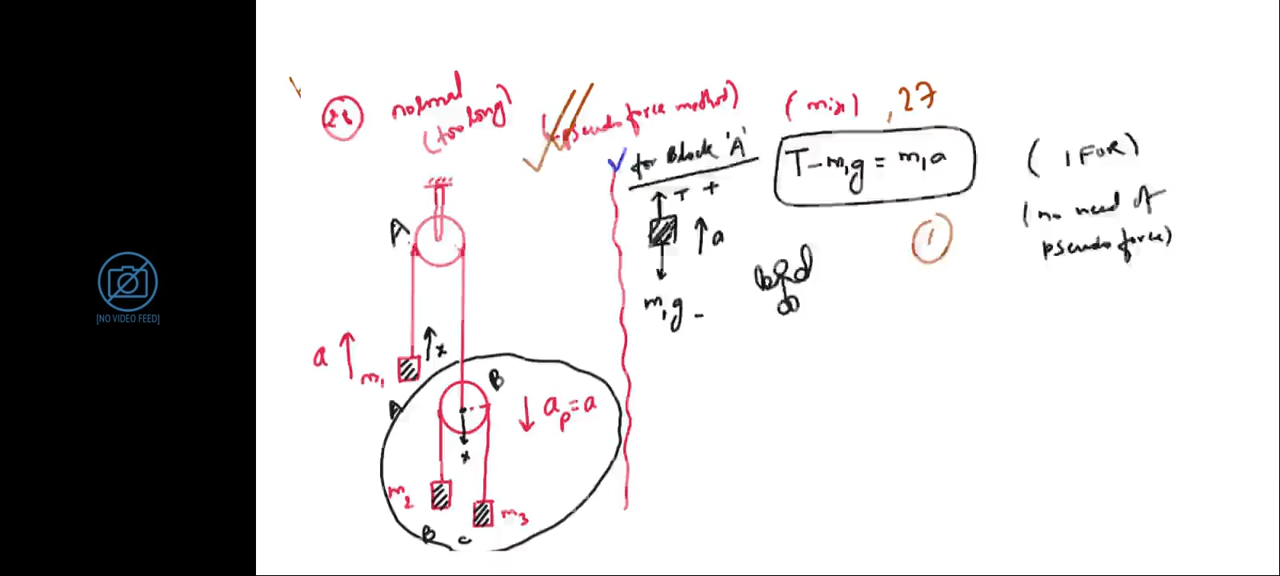 28
normal
(too long)
(pseudo force method)
(mix)
, 27
for Block 'A'
T - m₁g = m₁a
( 1 FOR)
(no need of
pseudo force)
1
T +
a
m₁g -
A
a
m₁
x
A
B
aₚ = a
x
m₂
m₃
B
C
[NO VIDEO FEED]